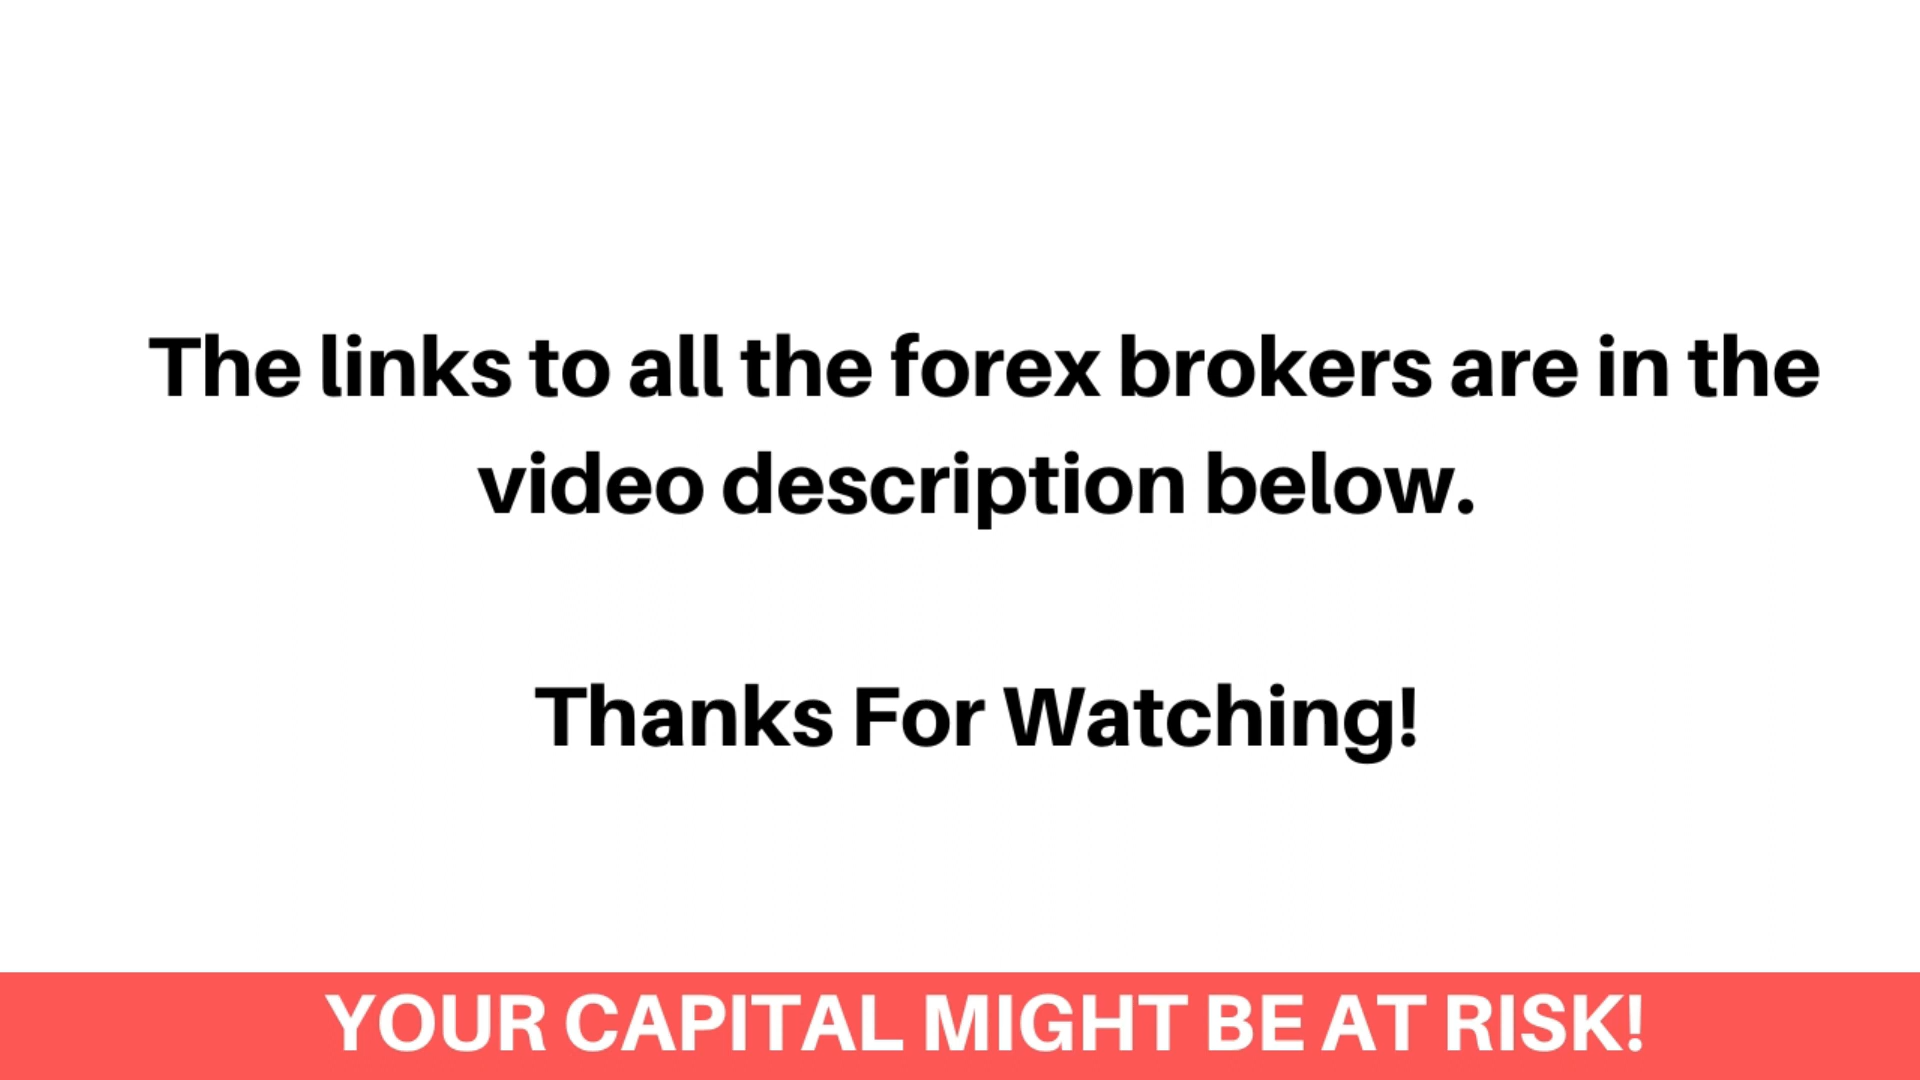 The links to all the forex brokers are in the
video description below.
Thanks For Watching!
YOUR CAPITAL MIGHT BE AT RISK!